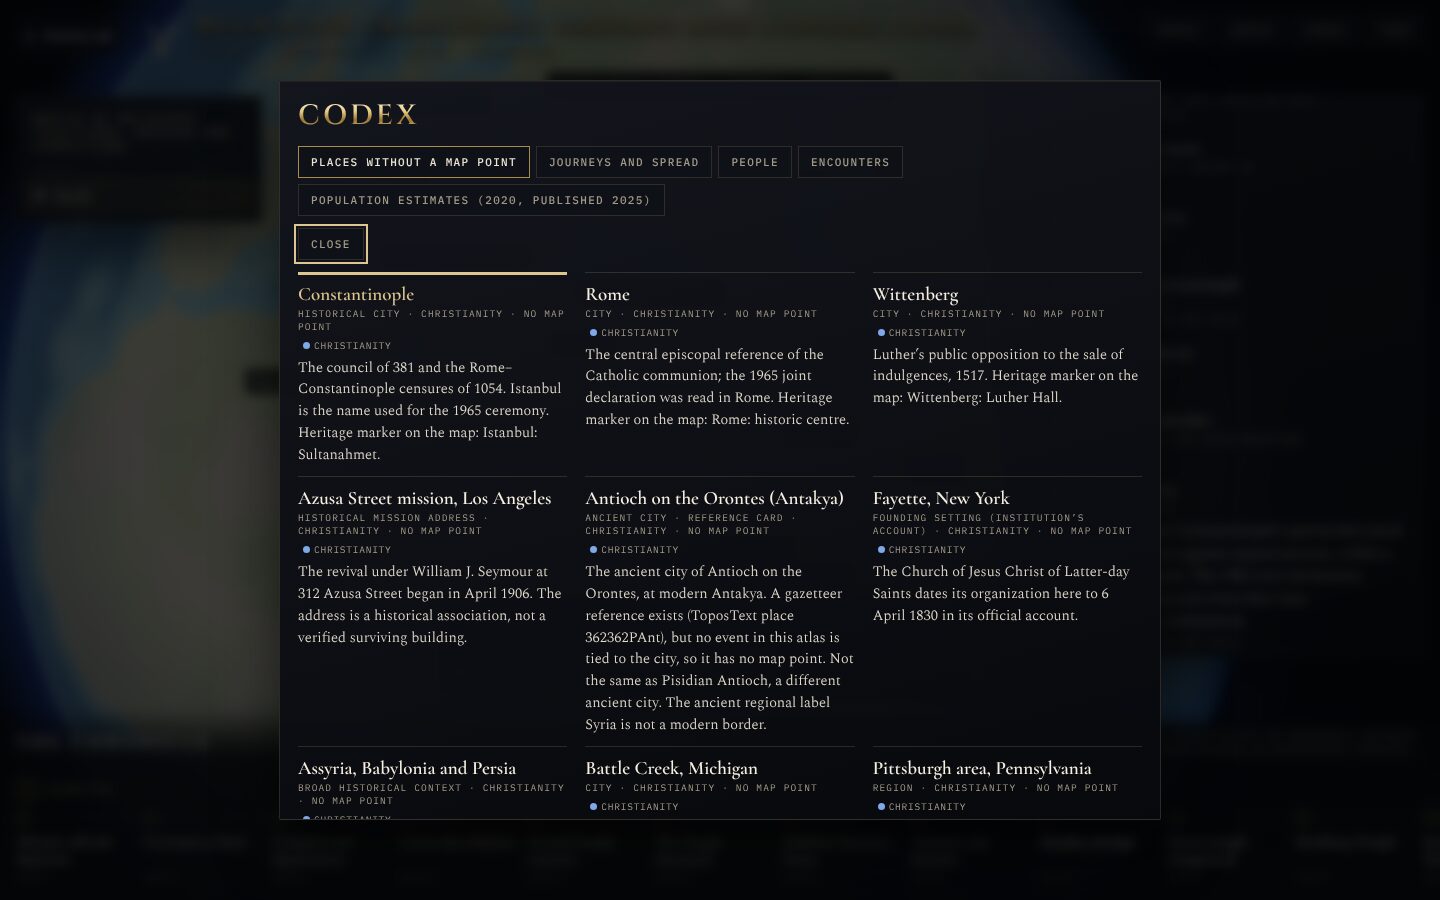 CODEX
PLACES WITHOUT A MAP POINT
JOURNEYS AND SPREAD
PEOPLE
ENCOUNTERS
POPULATION ESTIMATES (2020, PUBLISHED 2025)
CLOSE
Constantinople
HISTORICAL CITY · CHRISTIANITY · NO MAP
POINT
CHRISTIANITY
The council of 381 and the Rome–
Constantinople censures of 1054. Istanbul
is the name used for the 1965 ceremony.
Heritage marker on the map: Istanbul:
Sultanahmet.
Rome
CITY · CHRISTIANITY · NO MAP POINT
CHRISTIANITY
The central episcopal reference of the
Catholic communion; the 1965 joint
declaration was read in Rome. Heritage
marker on the map: Rome: historic centre.
Wittenberg
CITY · CHRISTIANITY · NO MAP POINT
CHRISTIANITY
Luther’s public opposition to the sale of
indulgences, 1517. Heritage marker on the
map: Wittenberg: Luther Hall.
Azusa Street mission, Los Angeles
HISTORICAL MISSION ADDRESS ·
CHRISTIANITY · NO MAP POINT
CHRISTIANITY
The revival under William J. Seymour at
312 Azusa Street began in April 1906. The
address is a historical association, not a
verified surviving building.
Antioch on the Orontes (Antakya)
ANCIENT CITY · REFERENCE CARD ·
CHRISTIANITY · NO MAP POINT
CHRISTIANITY
The ancient city of Antioch on the
Orontes, at modern Antakya. A gazetteer
reference exists (ToposText place
362362PAnt), but no event in this atlas is
tied to the city, so it has no map point. Not
the same as Pisidian Antioch, a different
ancient city. The ancient regional label
Syria is not a modern border.
Fayette, New York
FOUNDING SETTING (INSTITUTION’S
ACCOUNT) · CHRISTIANITY · NO MAP POINT
CHRISTIANITY
The Church of Jesus Christ of Latter-day
Saints dates its organization here to 6
April 1830 in its official account.
Assyria, Babylonia and Persia
BROAD HISTORICAL CONTEXT · CHRISTIANITY
· NO MAP POINT
CHRISTIANITY
Battle Creek, Michigan
CITY · CHRISTIANITY · NO MAP POINT
CHRISTIANITY
Pittsburgh area, Pennsylvania
REGION · CHRISTIANITY · NO MAP POINT
CHRISTIANITY